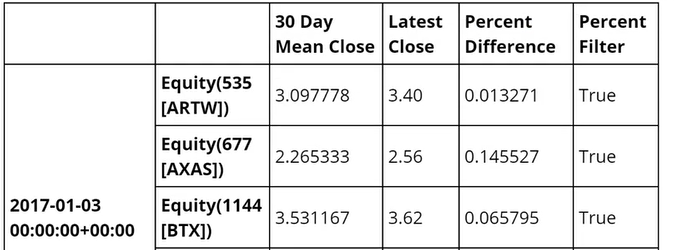 30 Day Mean Close Latest Close Percent Difference Percent Filter
Equity(535 [ARTW]) 3.097778 3.40 0.013271 True
Equity(677 [AXAS]) 2.265333 2.56 0.145527 True
2017-01-03 00:00:00+00:00 Equity(1144 [BTX]) 3.531167 3.62 0.065795 True